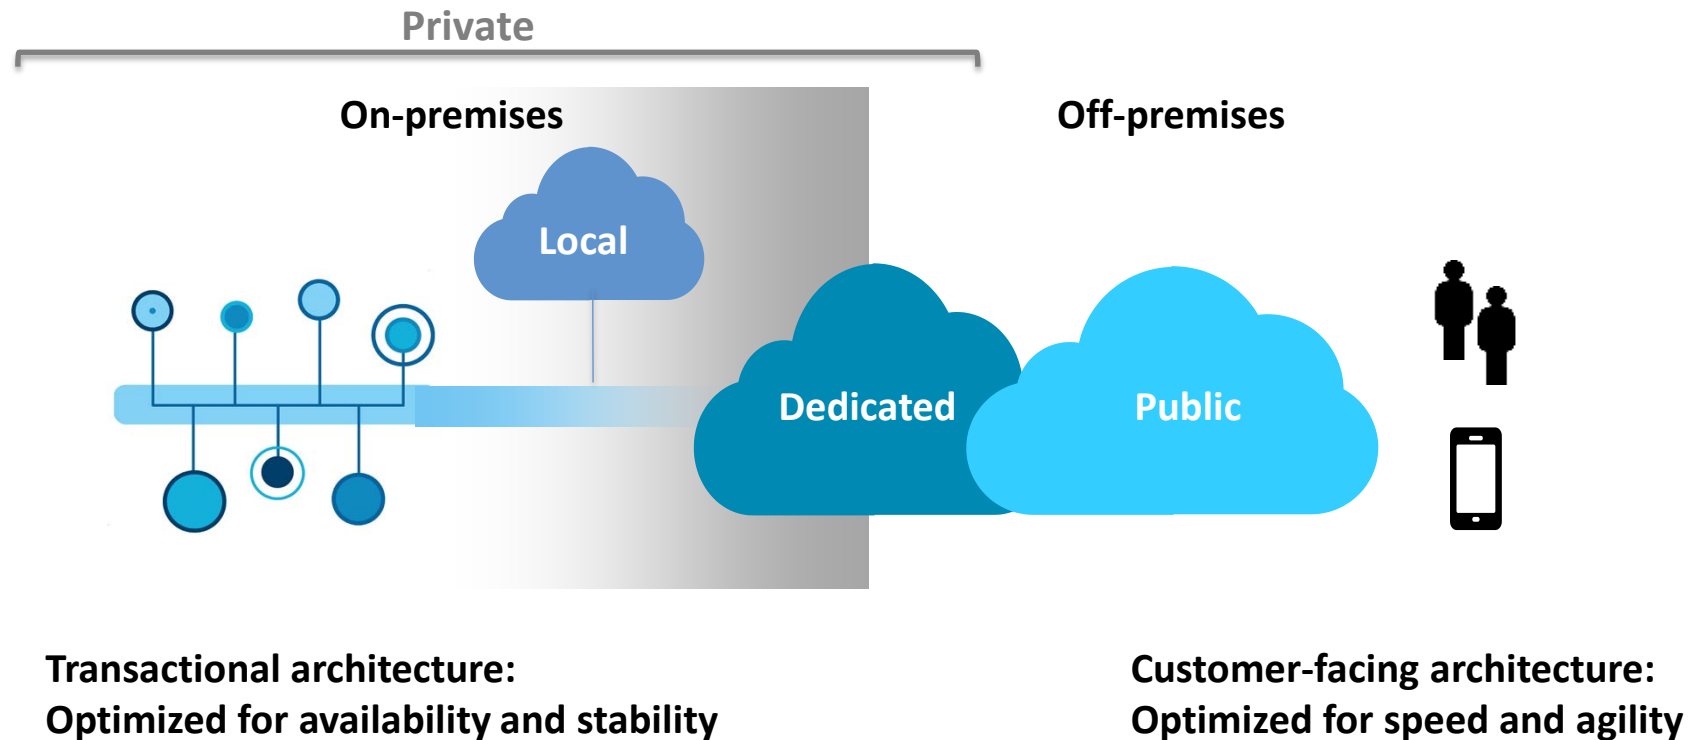 Private
On-premises
Off-premises
Local
Dedicated
Public
Transactional architecture:
Optimized for availability and stability
Customer-facing architecture:
Optimized for speed and agility